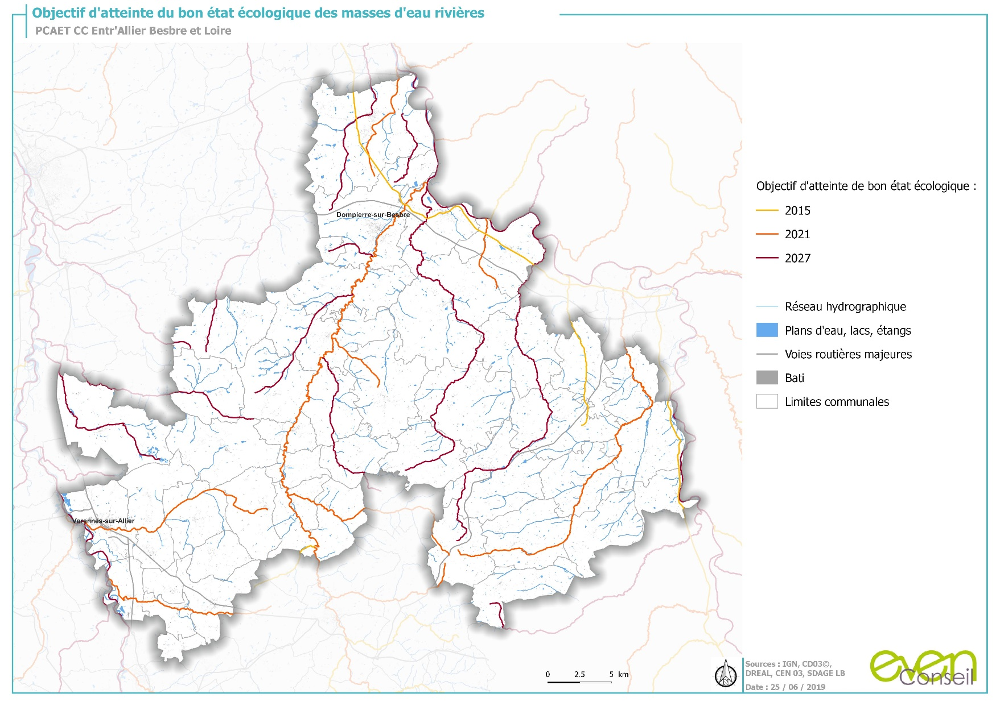 Objectif d'atteinte du bon état écologique des masses d'eau rivières
PCAET CC Entr'Allier Besbre et Loire
Dompierre-sur-Besbre
Varennes-sur-Allier
Objectif d'atteinte de bon état écologique :
2015
2021
2027
Réseau hydrographique
Plans d'eau, lacs, étangs
Voies routières majeures
Bati
Limites communales
0 2.5 5 km
N
Sources : IGN, CD03©,
DREAL, CEN 03, SDAGE LB
Date : 25 / 06 / 2019
even
Conseil